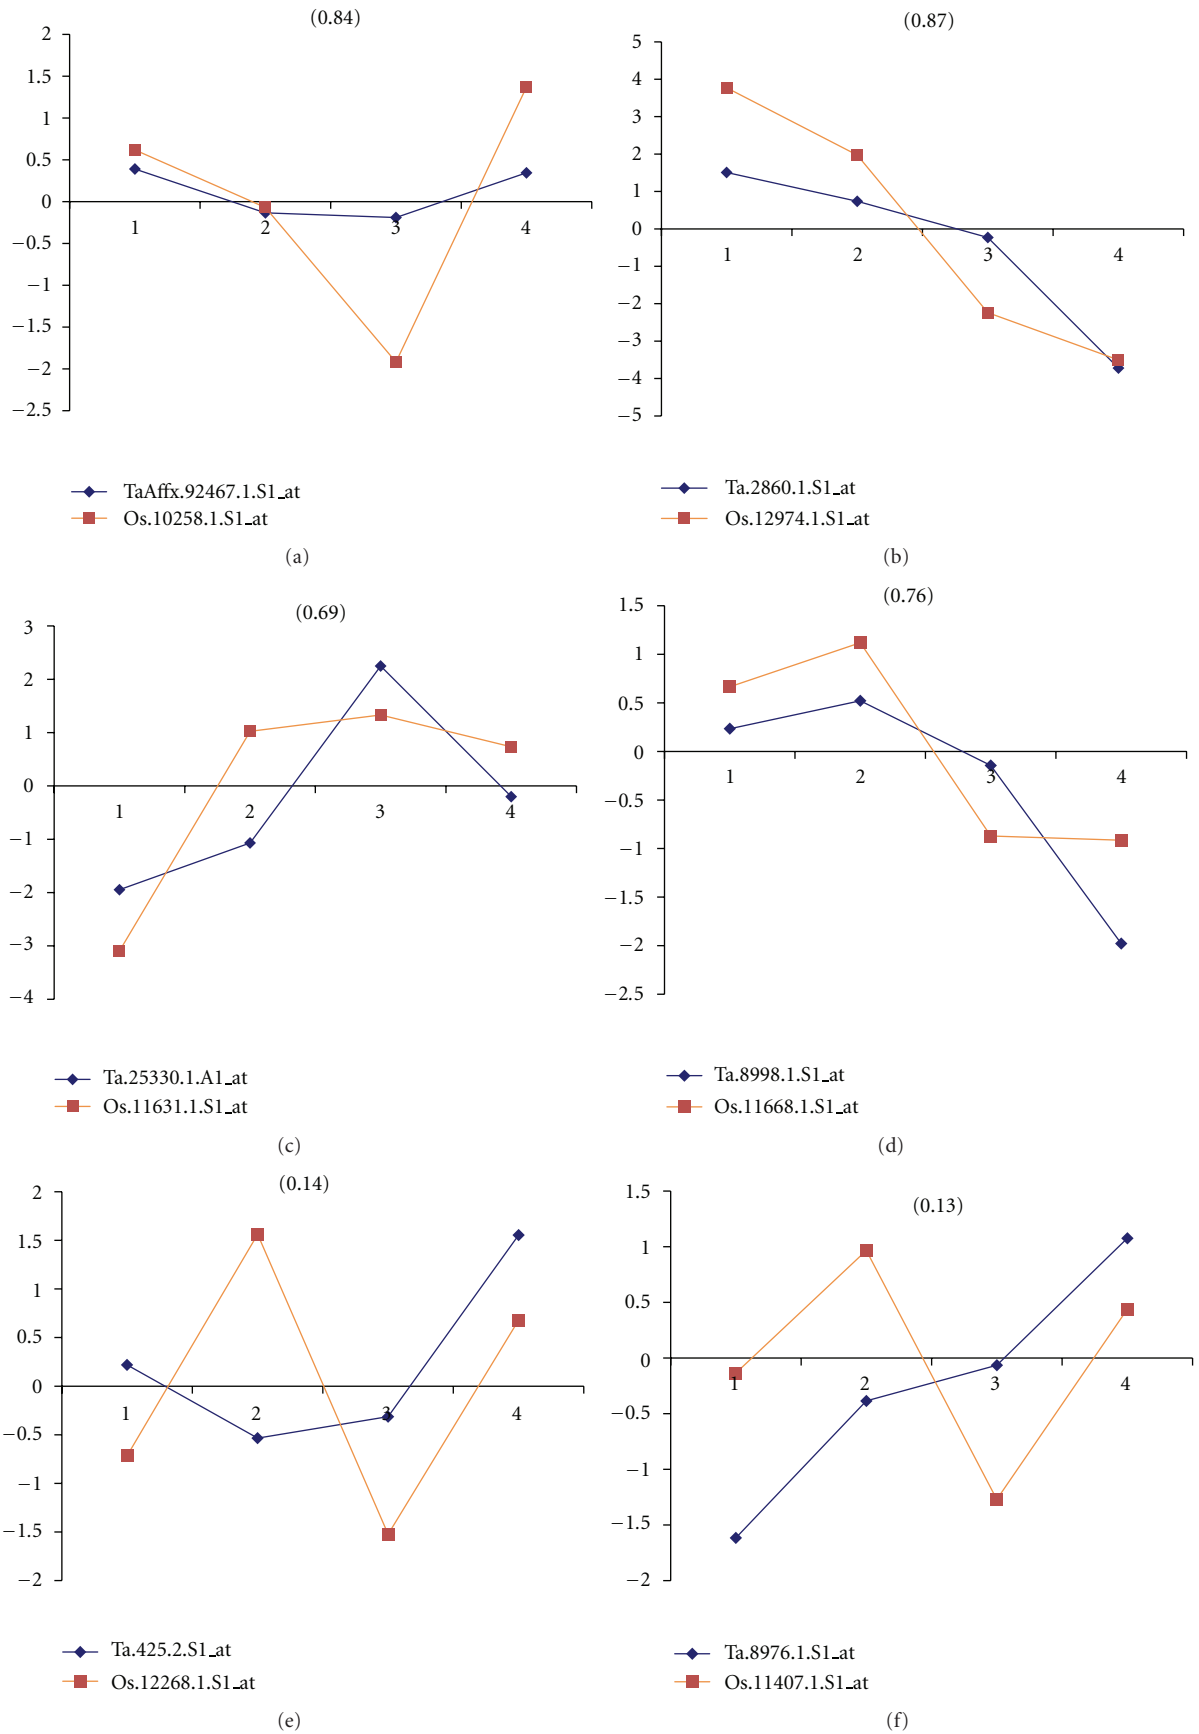 (0.84)
2
1.5
1
0.5
0
−0.5
−1
−1.5
−2
−2.5
1 2 3 4
TaAffx.92467.1.S1_at
Os.10258.1.S1_at
(a)
(0.87)
5
4
3
2
1
0
−1
−2
−3
−4
−5
1 2 3 4
Ta.2860.1.S1_at
Os.12974.1.S1_at
(b)
(0.69)
3
2
1
0
−1
−2
−3
−4
1 2 3 4
Ta.25330.1.A1_at
Os.11631.1.S1_at
(c)
(0.76)
1.5
1
0.5
0
−0.5
−1
−1.5
−2
−2.5
1 2 3 4
Ta.8998.1.S1_at
Os.11668.1.S1_at
(d)
(0.14)
2
1.5
1
0.5
0
−0.5
−1
−1.5
−2
1 2 3 4
Ta.425.2.S1_at
Os.12268.1.S1_at
(e)
(0.13)
1.5
1
0.5
0
−0.5
−1
−1.5
−2
1 2 3 4
Ta.8976.1.S1_at
Os.11407.1.S1_at
(f)